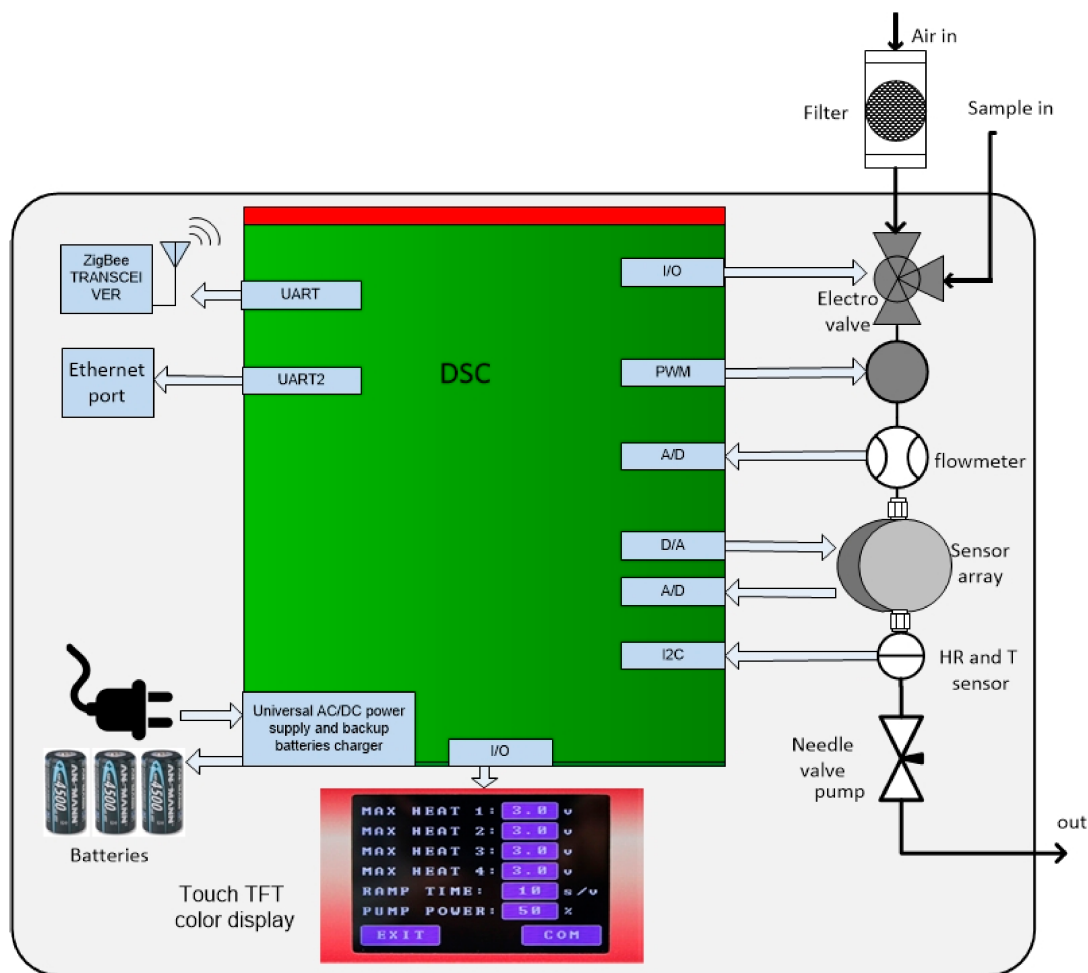 Air in
Filter
Sample in
ZigBee
TRANSCEI
VER
UART
I/O
Electro
valve
Ethernet
port
UART2
DSC
PWM
A/D
flowmeter
D/A
Sensor
array
A/D
I2C
HR and T
sensor
Universal AC/DC power
supply and backup
batteries charger
I/O
Needle
valve
pump
4500
4500
4500
Batteries
out
Touch TFT
color display
MAX HEAT 1: 3.0 v
MAX HEAT 2: 3.0 v
MAX HEAT 3: 3.0 v
MAX HEAT 4: 3.0 v
RAMP TIME: 10 s/v
PUMP POWER: 50 %
EXIT
COM